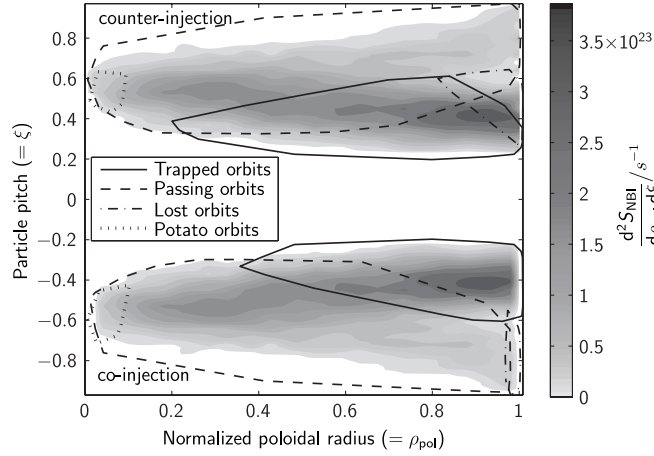 counter-injection
0.8
0.6
0.4
0.2
0
−0.2
−0.4
−0.6
−0.8
Particle pitch (= ξ)
Trapped orbits
Passing orbits
Lost orbits
Potato orbits
co-injection
0 0.2 0.4 0.6 0.8 1
Normalized poloidal radius (= ρpol)
3.5×10²³
3
2.5
2
1.5
1
0.5
0
d²S_NBI / s⁻¹